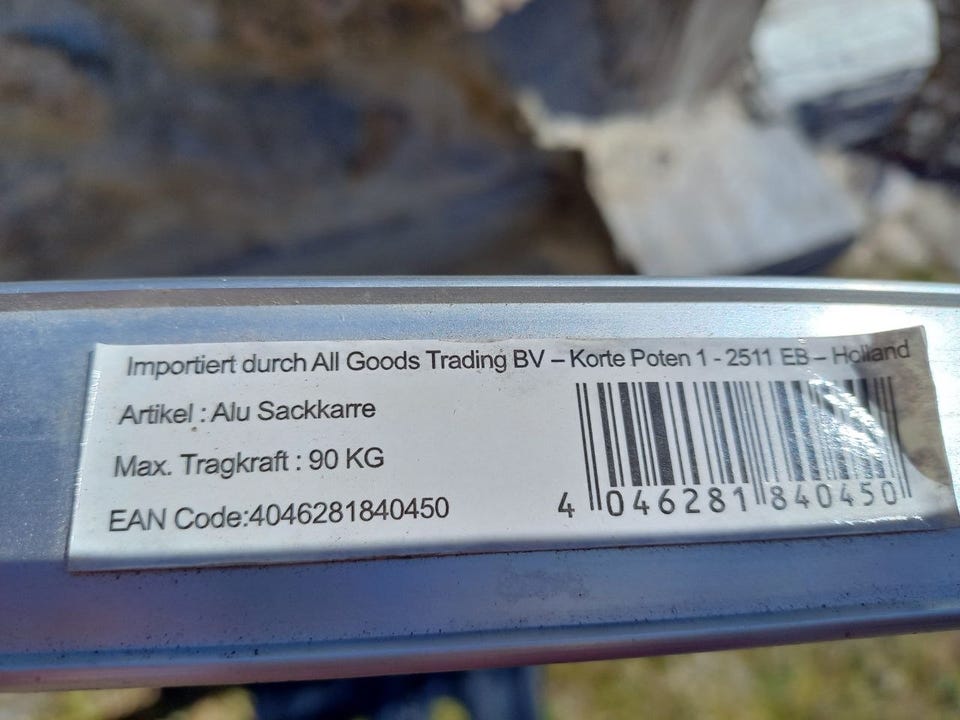 Importiert durch All Goods Trading BV – Korte Poten 1 - 2511 EB – Holland
Artikel : Alu Sackkarre
Max. Tragkraft : 90 KG
EAN Code:4046281840450
4 046281 840450